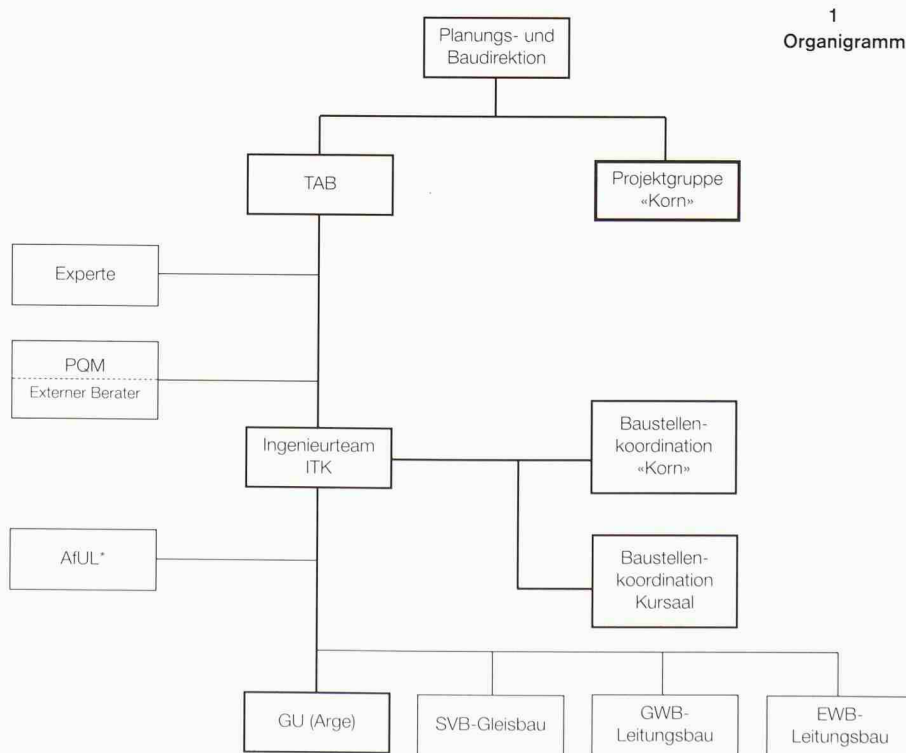 1
Organigramm
Planungs- und
Baudirektion
TAB
Projektgruppe
«Korn»
Experte
PQM
Externer Berater
Ingenieurteam
ITK
Baustellen-
koordination
«Korn»
AfUL*
Baustellen-
koordination
Kursaal
GU (Arge)
SVB-Gleisbau
GWB-
Leitungsbau
EWB-
Leitungsbau